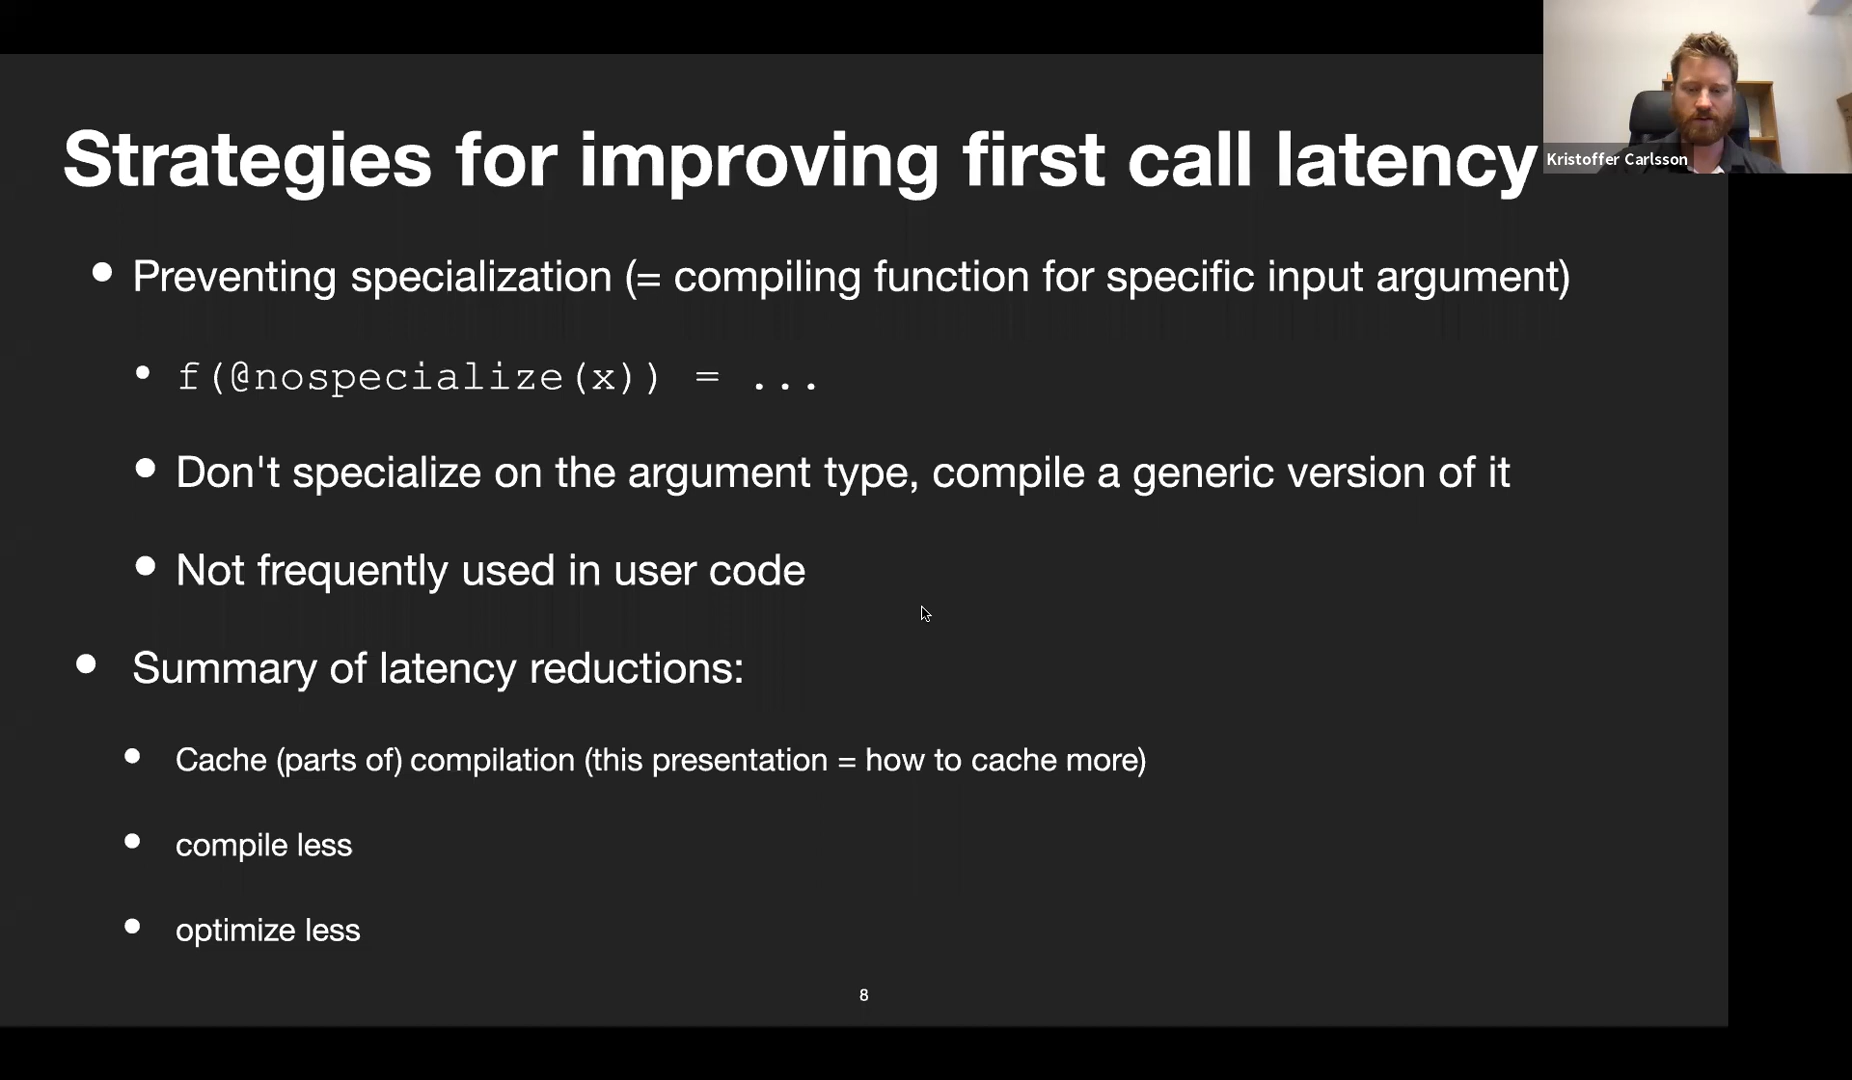 Strategies for improving first call latency
Kristoffer Carlsson
Preventing specialization (= compiling function for specific input argument)
f(@nospecialize(x)) = ...
Don't specialize on the argument type, compile a generic version of it
Not frequently used in user code
Summary of latency reductions:
Cache (parts of) compilation (this presentation = how to cache more)
compile less
optimize less
8